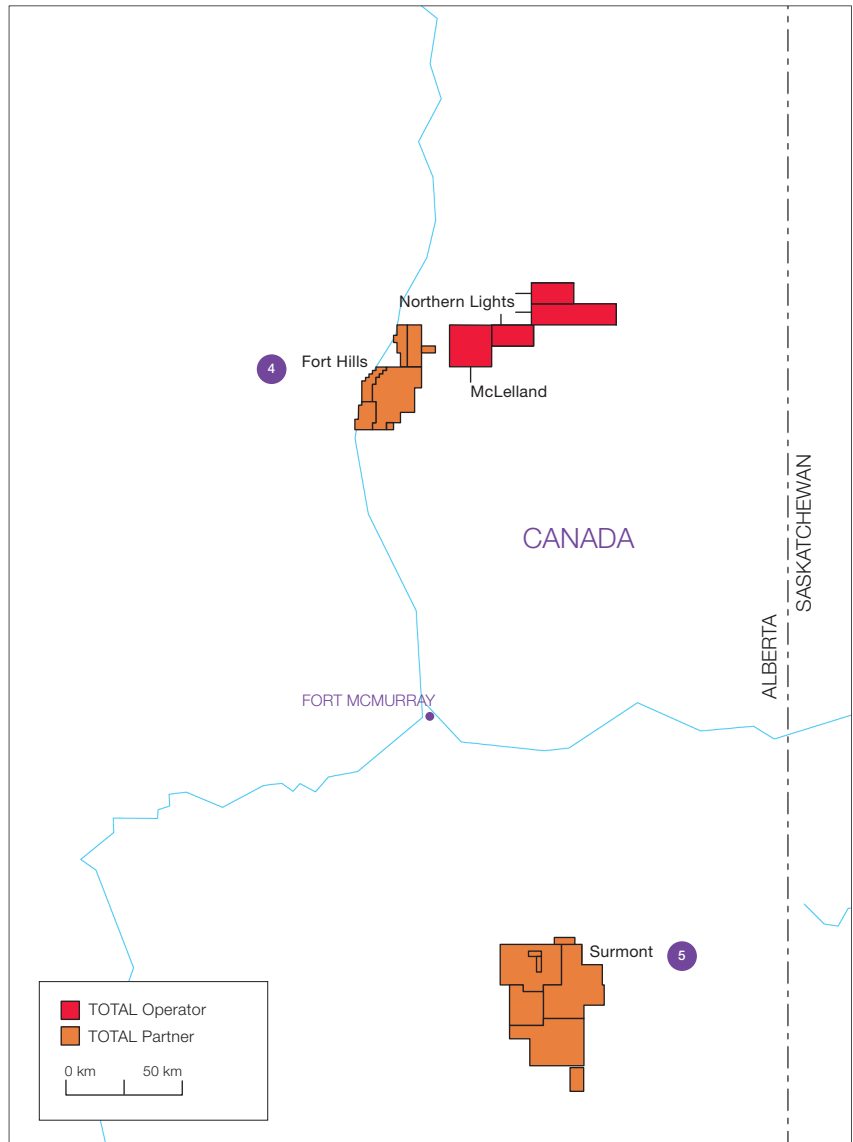 Northern Lights
4
Fort Hills
McLelland
CANADA
ALBERTA
SASKATCHEWAN
FORT MCMURRAY
Surmont
5
TOTAL Operator
TOTAL Partner
0 km 50 km